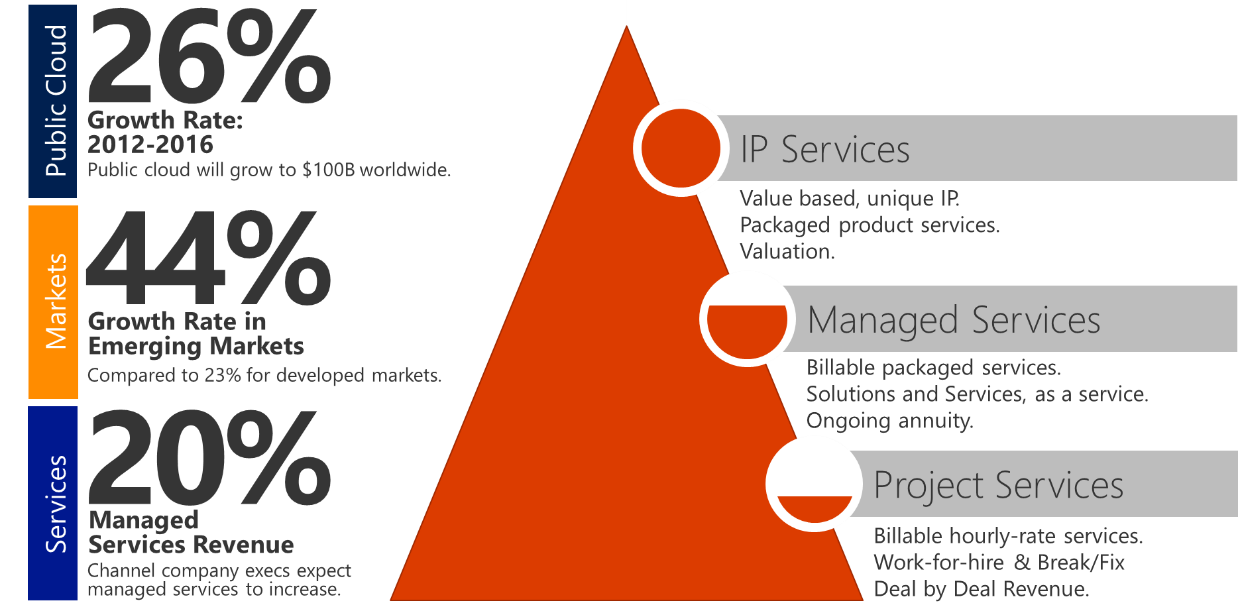 Public Cloud
26%
Growth Rate:
2012-2016
Public cloud will grow to $100B worldwide.
Markets
44%
Growth Rate in
Emerging Markets
Compared to 23% for developed markets.
Services
20%
Managed
Services Revenue
Channel company execs expect
managed services to increase.
IP Services
Value based, unique IP.
Packaged product services.
Valuation.
Managed Services
Billable packaged services.
Solutions and Services, as a service.
Ongoing annuity.
Project Services
Billable hourly-rate services.
Work-for-hire & Break/Fix
Deal by Deal Revenue.